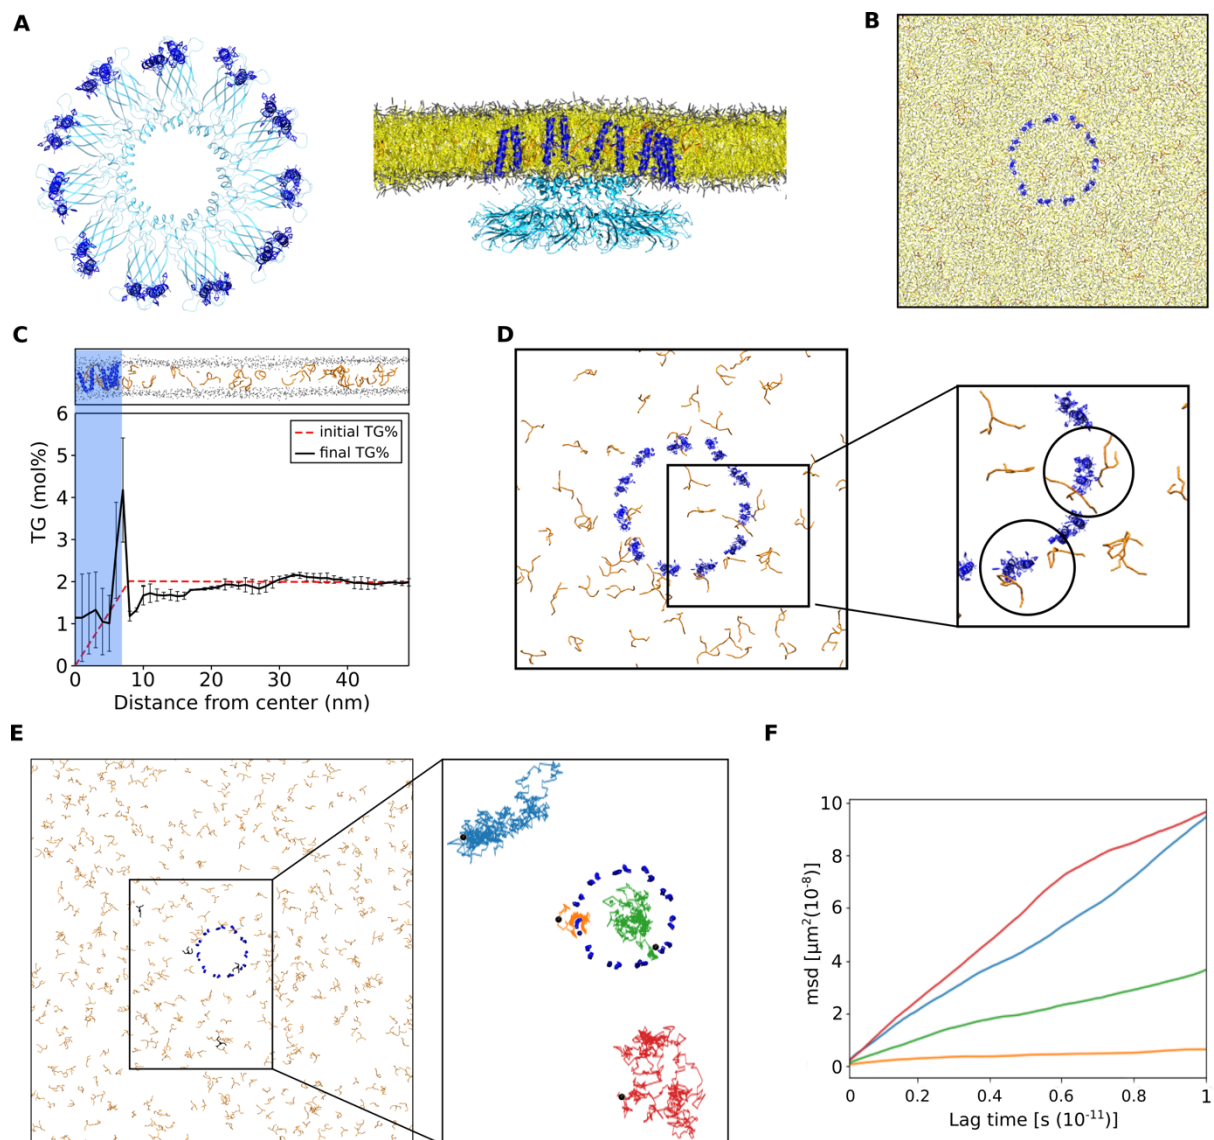 A
B
C
6
5
4
3
2
1
0
TG (mol%)
initial TG%
final TG%
0
10
20
30
40
Distance from center (nm)
D
E
F
10
8
6
4
2
0
msd [µm²(10⁻⁸)]
0
0.2
0.4
0.6
0.8
1
Lag time [s (10⁻¹¹)]